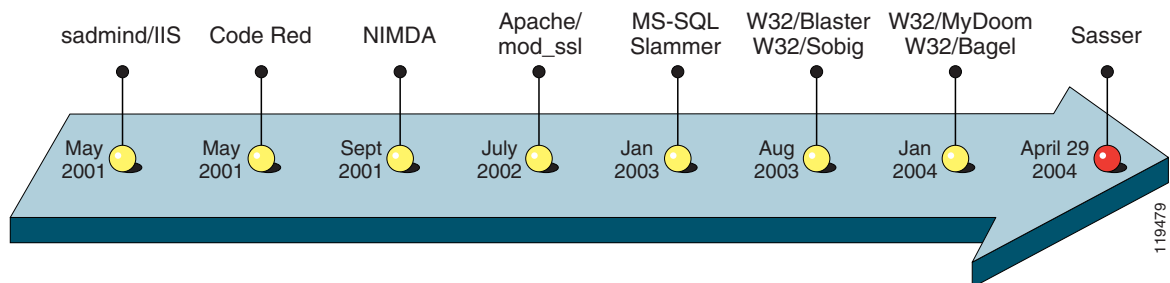 sadmind/IIS
Code Red
NIMDA
Apache/
mod_ssl
MS-SQL
Slammer
W32/Blaster
W32/Sobig
W32/MyDoom
W32/Bagel
Sasser
May
2001
May
2001
Sept
2001
July
2002
Jan
2003
Aug
2003
Jan
2004
April 29
2004
119479